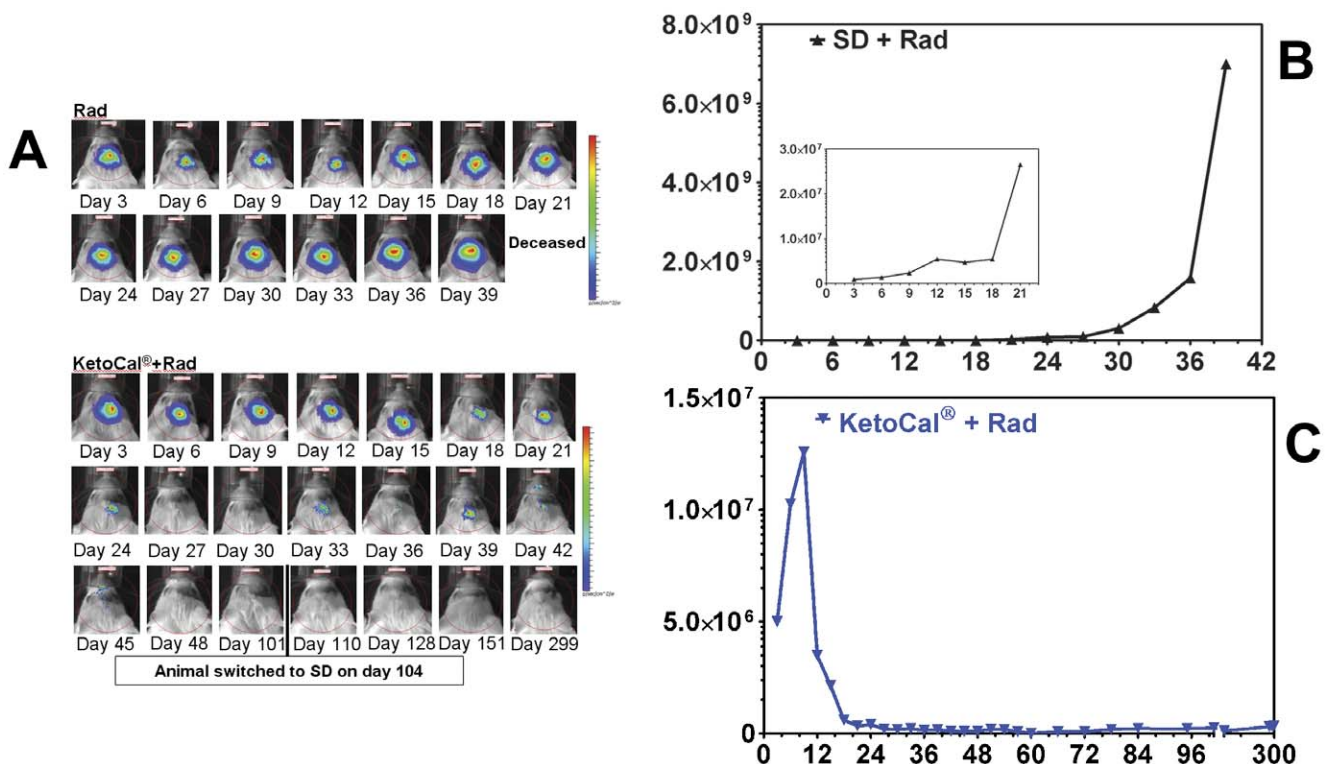 A
Rad
Day 3 Day 6 Day 9 Day 12 Day 15 Day 18 Day 21
Deceased
Day 24 Day 27 Day 30 Day 33 Day 36 Day 39
KetoCal®+Rad
Day 3 Day 6 Day 9 Day 12 Day 15 Day 18 Day 21
Day 24 Day 27 Day 30 Day 33 Day 36 Day 39 Day 42
Day 45 Day 48 Day 101 Day 110 Day 128 Day 151 Day 299
Animal switched to SD on day 104
B
SD + Rad
8.0×10⁹
6.0×10⁹
4.0×10⁹
2.0×10⁹
0
0 6 12 18 24 30 36 42
3.0×10⁷
2.0×10⁷
1.0×10⁷
0
0 3 6 9 12 15 18 21
C
KetoCal® + Rad
1.5×10⁷
1.0×10⁷
5.0×10⁶
0
0 12 24 36 48 60 72 84 96 300